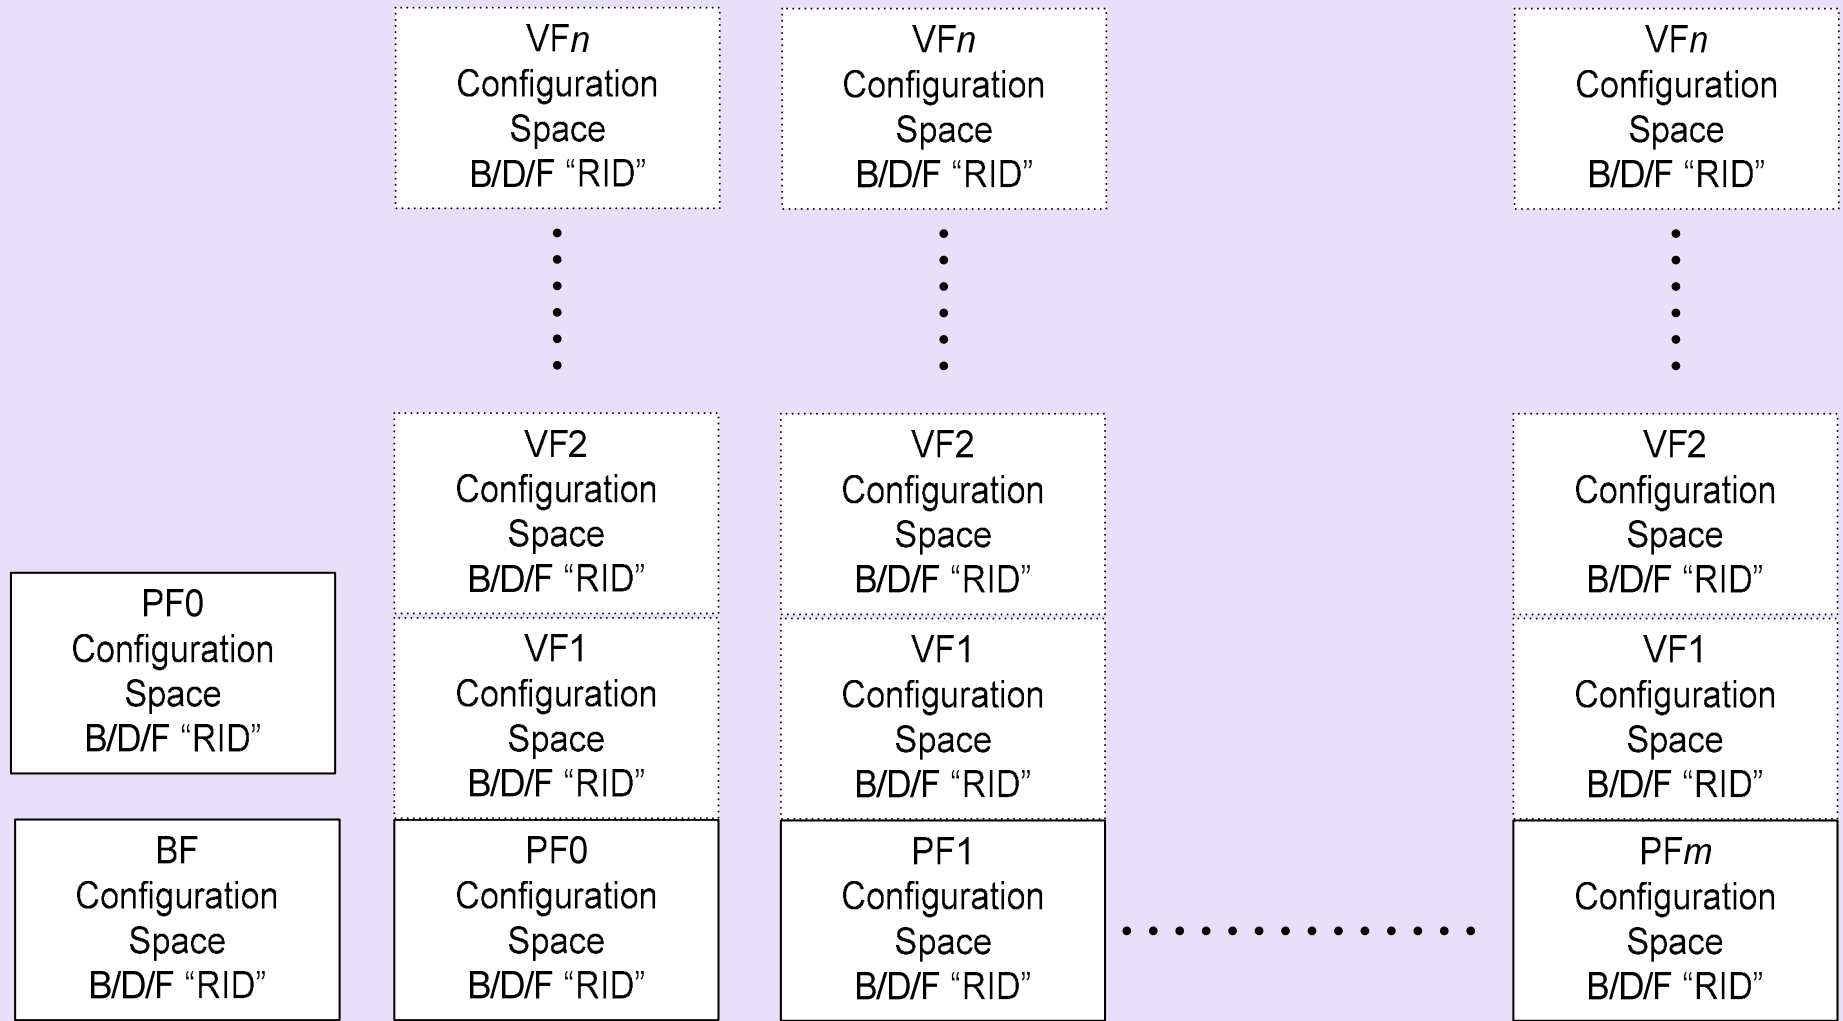 VFn
Configuration
Space
B/D/F “RID”
VFn
Configuration
Space
B/D/F “RID”
VFn
Configuration
Space
B/D/F “RID”
VF2
Configuration
Space
B/D/F “RID”
VF2
Configuration
Space
B/D/F “RID”
VF2
Configuration
Space
B/D/F “RID”
PF0
Configuration
Space
B/D/F “RID”
VF1
Configuration
Space
B/D/F “RID”
VF1
Configuration
Space
B/D/F “RID”
VF1
Configuration
Space
B/D/F “RID”
BF
Configuration
Space
B/D/F “RID”
PF0
Configuration
Space
B/D/F “RID”
PF1
Configuration
Space
B/D/F “RID”
PFm
Configuration
Space
B/D/F “RID”